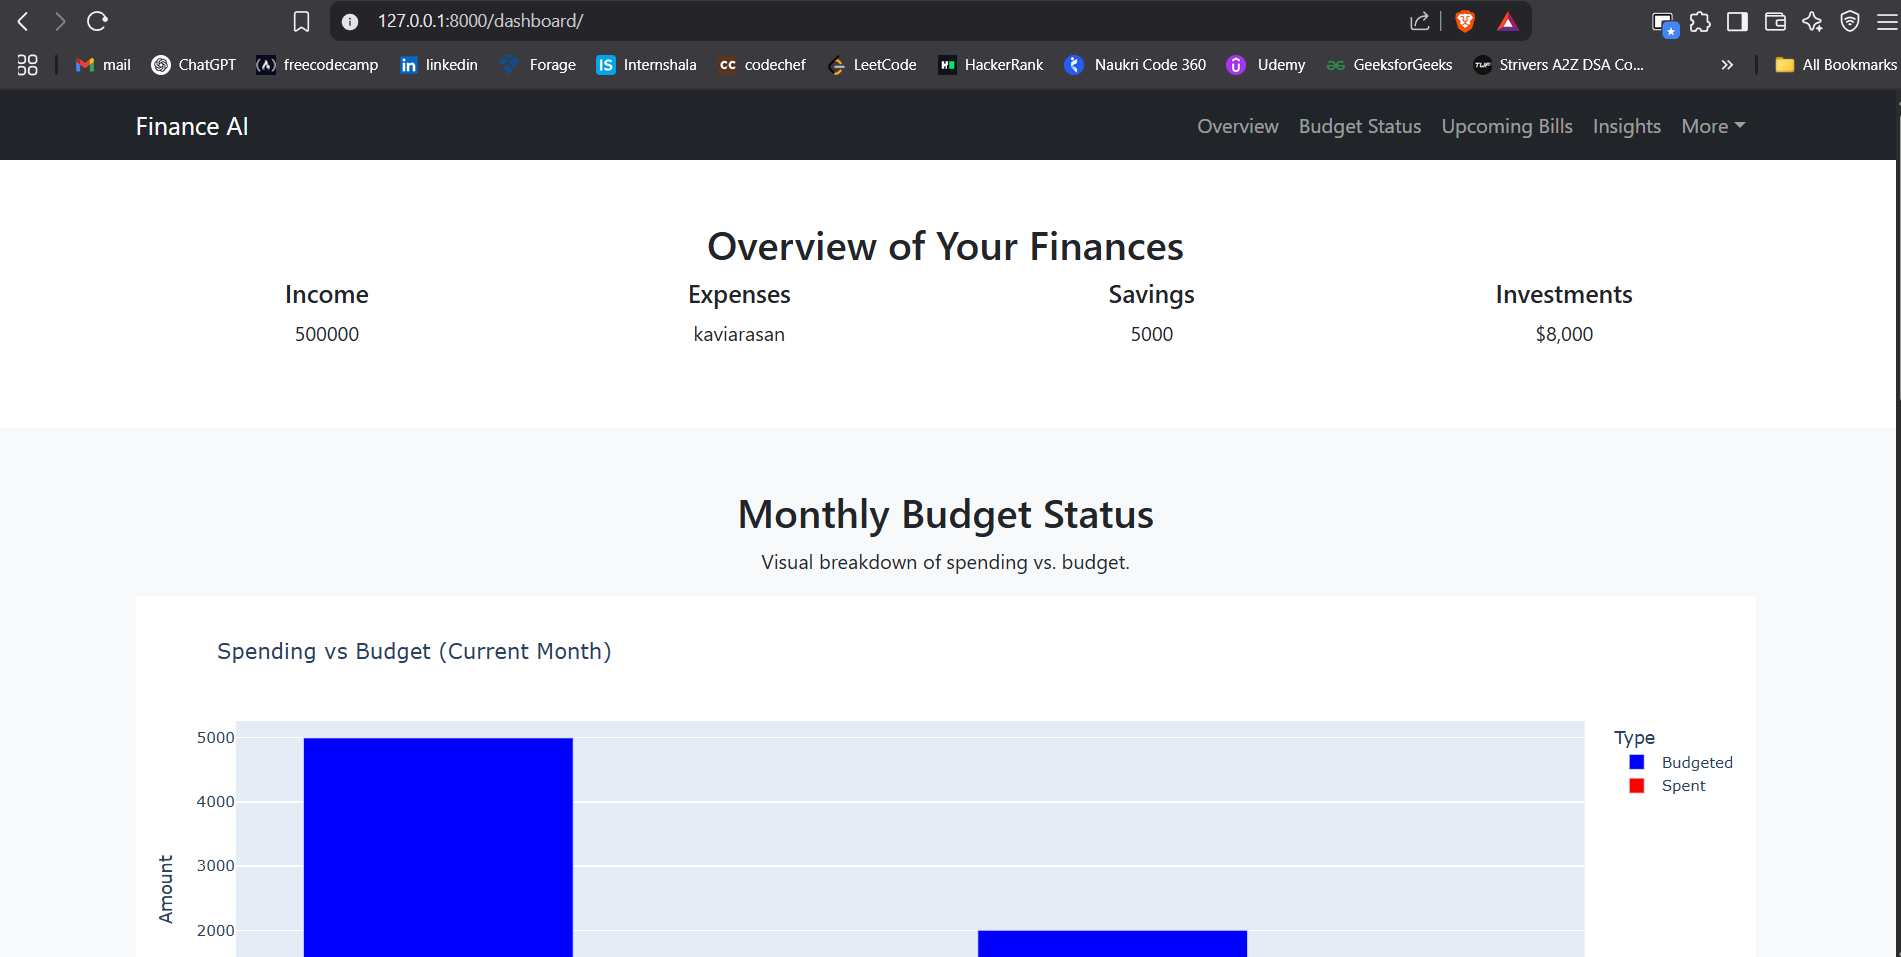 127.0.0.1:8000/dashboard/
mail ChatGPT freecodecamp linkedin Forage Internshala codechef LeetCode HackerRank Naukri Code 360 Udemy GeeksforGeeks Strivers A2Z DSA Co... » All Bookmarks
Finance AI Overview Budget Status Upcoming Bills Insights More
Overview of Your Finances
Income Expenses Savings Investments
500000 kaviarasan 5000 $8,000
Monthly Budget Status
Visual breakdown of spending vs. budget.
Spending vs Budget (Current Month)
5000
4000
3000
2000
Amount
Type
Budgeted
Spent